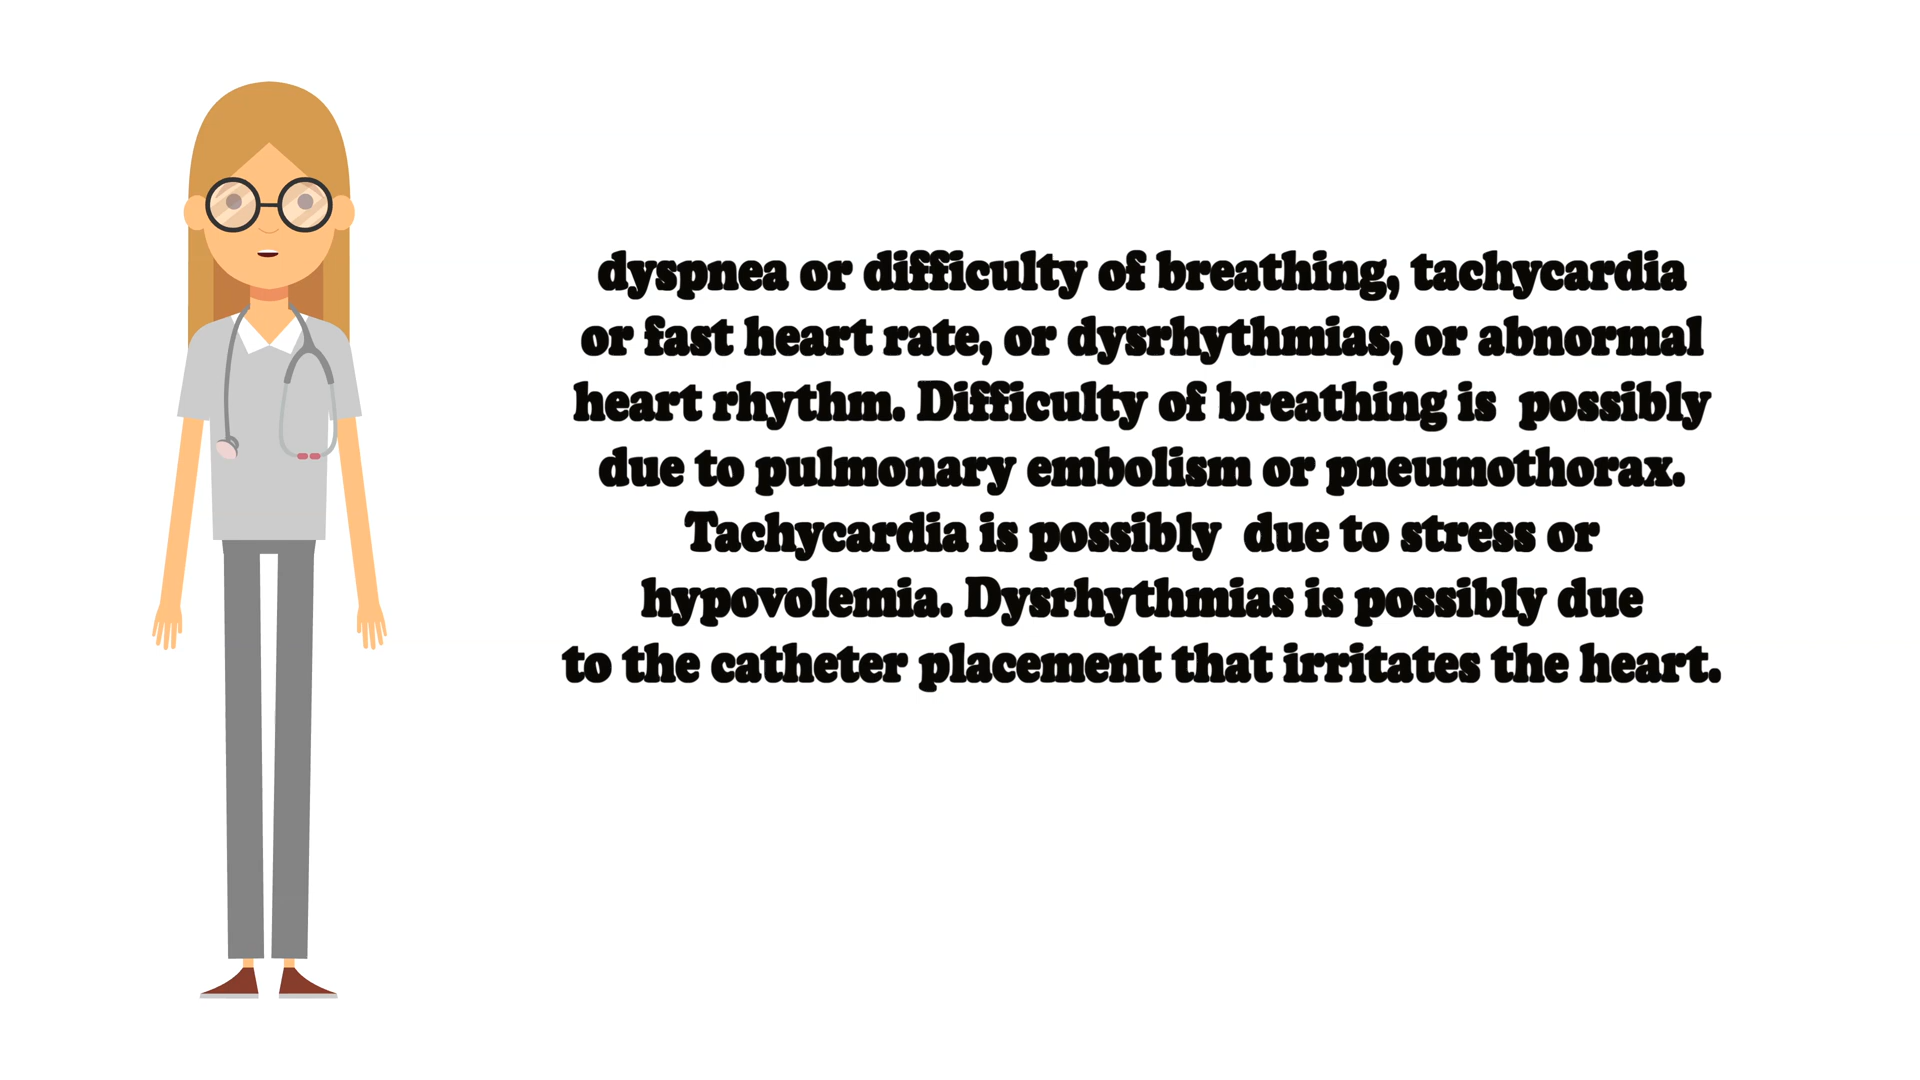 dyspnea or difficulty of breathing, tachycardia
or fast heart rate, or dysrhythmias, or abnormal
heart rhythm. Difficulty of breathing is  possibly
due to pulmonary embolism or pneumothorax.
Tachycardia is possibly  due to stress or
hypovolemia. Dysrhythmias is possibly due
to the catheter placement that irritates the heart.